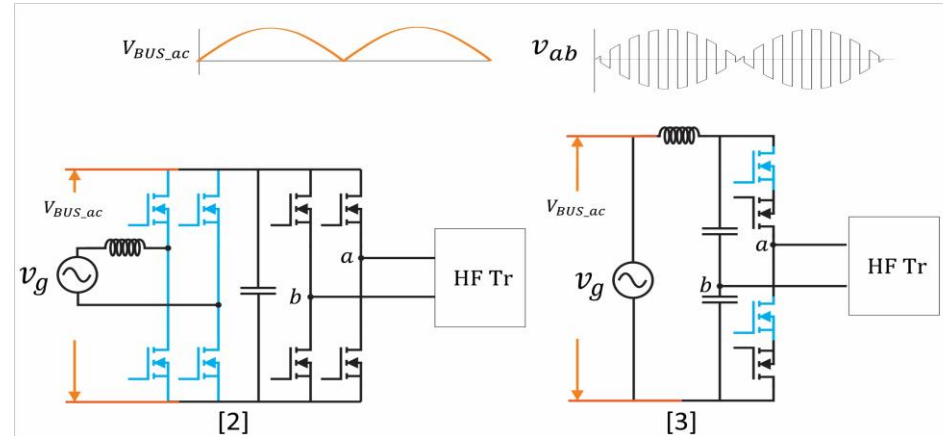 V_BUS_ac
v_ab
V_BUS_ac
v_g
a
b
HF Tr
[2]
V_BUS_ac
v_g
a
b
HF Tr
[3]